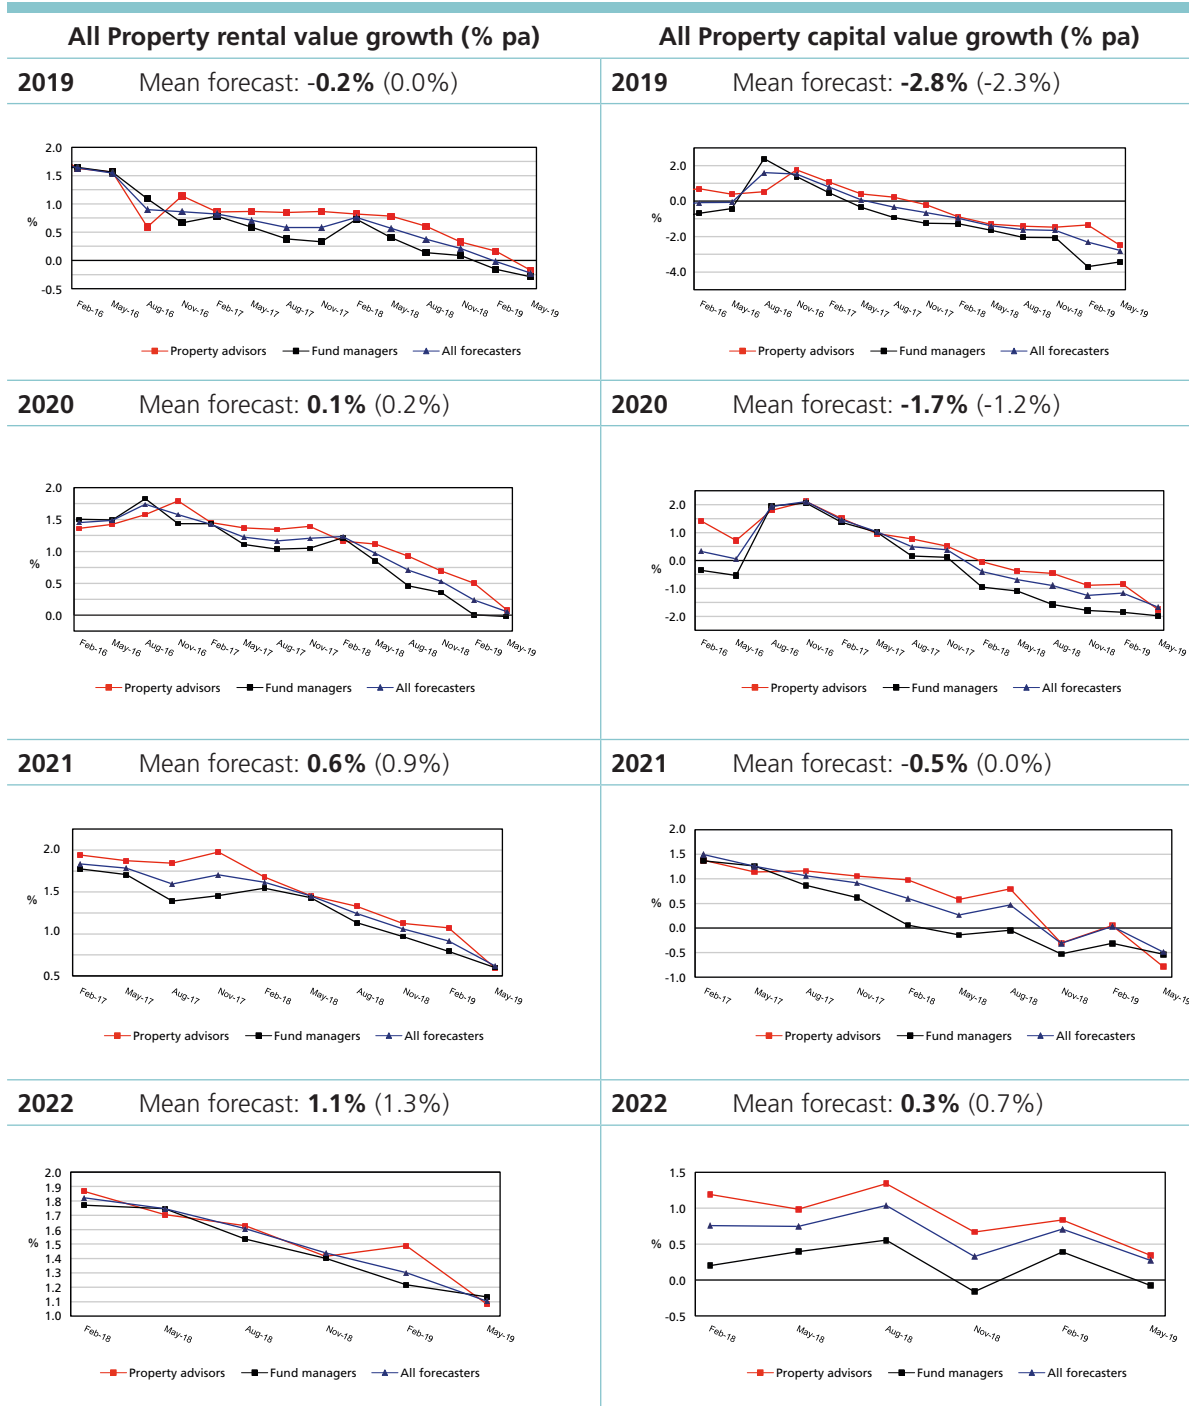 All Property rental value growth (% pa)
All Property capital value growth (% pa)
2019 Mean forecast: -0.2% (0.0%)
2019 Mean forecast: -2.8% (-2.3%)
2.0
1.5
1.0
%
0.5
0.0
-0.5
Feb-16 May-16 Aug-16 Nov-16 Feb-17 May-17 Aug-17 Nov-17 Feb-18 May-18 Aug-18 Nov-18 Feb-19 May-19
Property advisors Fund managers All forecasters
2.0
0.0
%
-2.0
-4.0
Feb-16 May-16 Aug-16 Nov-16 Feb-17 May-17 Aug-17 Nov-17 Feb-18 May-18 Aug-18 Nov-18 Feb-19 May-19
Property advisors Fund managers All forecasters
2020 Mean forecast: 0.1% (0.2%)
2020 Mean forecast: -1.7% (-1.2%)
2.0
1.5
1.0
%
0.5
0.0
Feb-16 May-16 Aug-16 Nov-16 Feb-17 May-17 Aug-17 Nov-17 Feb-18 May-18 Aug-18 Nov-18 Feb-19 May-19
Property advisors Fund managers All forecasters
2.0
1.0
0.0
%
-1.0
-2.0
Feb-16 May-16 Aug-16 Nov-16 Feb-17 May-17 Aug-17 Nov-17 Feb-18 May-18 Aug-18 Nov-18 Feb-19 May-19
Property advisors Fund managers All forecasters
2021 Mean forecast: 0.6% (0.9%)
2021 Mean forecast: -0.5% (0.0%)
2.0
1.5
%
1.0
0.5
Feb-17 May-17 Aug-17 Nov-17 Feb-18 May-18 Aug-18 Nov-18 Feb-19 May-19
Property advisors Fund managers All forecasters
2.0
1.5
1.0
% 0.5
0.0
-0.5
-1.0
Feb-17 May-17 Aug-17 Nov-17 Feb-18 May-18 Aug-18 Nov-18 Feb-19 May-19
Property advisors Fund managers All forecasters
2022 Mean forecast: 1.1% (1.3%)
2022 Mean forecast: 0.3% (0.7%)
2.0
1.9
1.8
1.7
1.6
% 1.5
1.4
1.3
1.2
1.1
1.0
Feb-18 May-18 Aug-18 Nov-18 Feb-19 May-19
Property advisors Fund managers All forecasters
1.5
1.0
% 0.5
0.0
-0.5
Feb-18 May-18 Aug-18 Nov-18 Feb-19 May-19
Property advisors Fund managers All forecasters